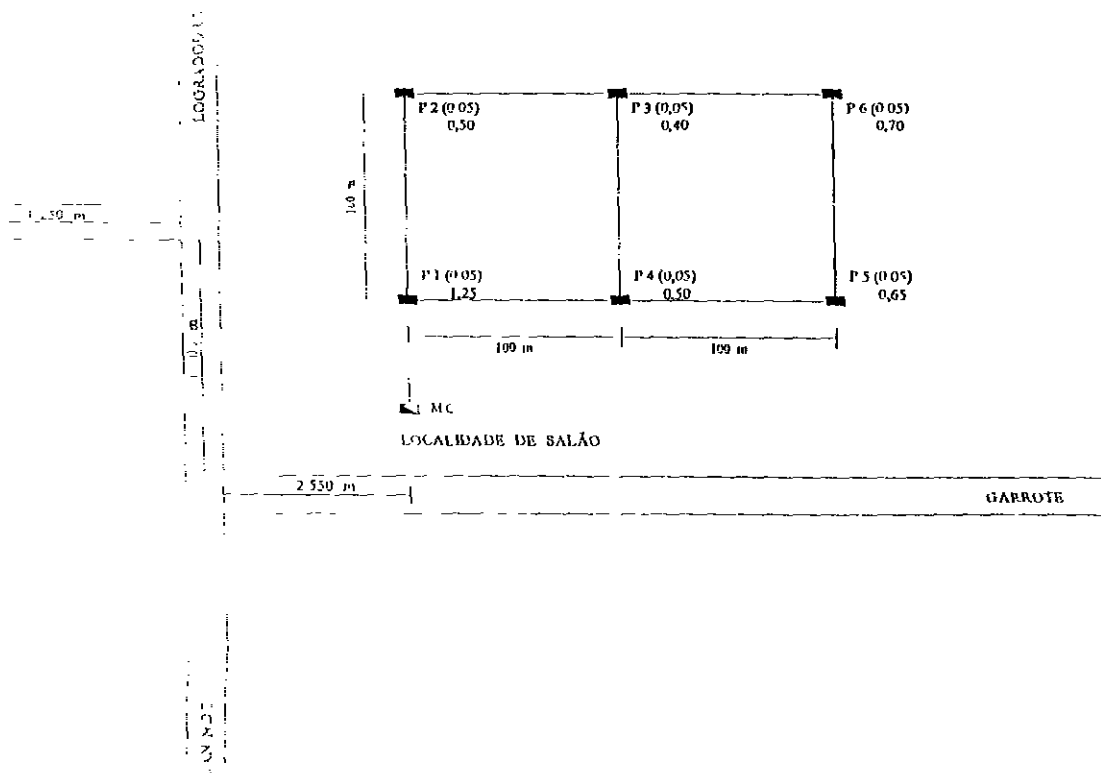 P 2 (0.05)
0,50
P 3 (0,05)
0,40
P 6 (0.05)
0,70
P 1 (0.05)
1,25
P 4 (0,05)
0,50
P 5 (0.05)
0,65
100 m
100 m
100 m
MC
LOCALIDADE DE SALÃO
2 550 m
GARROTE